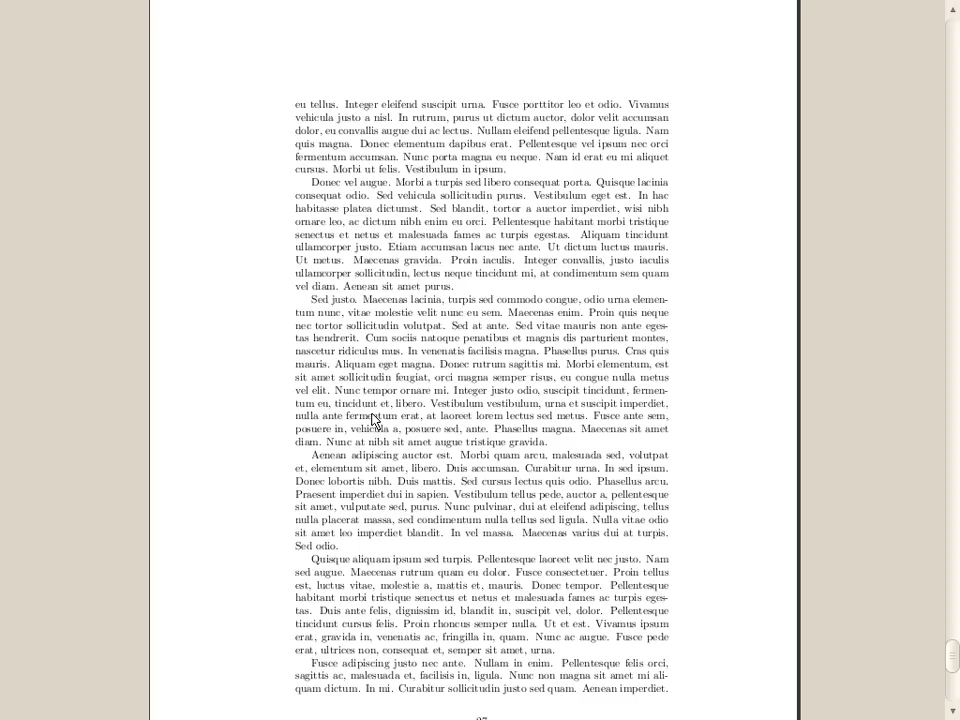 eu tellus. Integer eleifend suscipit urna. Fusce porttitor leo et odio. Vivamus
vehicula justo a nisl. In rutrum, purus ut dictum auctor, dolor velit accumsan
dolor, eu convallis augue dui ac lectus. Nullam eleifend pellentesque ligula. Nam
quis magna. Donec elementum dapibus erat. Pellentesque vel ipsum nec orci
fermentum accumsan. Nunc porta magna eu neque. Nam id erat eu mi aliquet
cursus. Morbi ut felis. Vestibulum in ipsum.
Donec vel augue. Morbi a turpis sed libero consequat porta. Quisque lacinia
consequat odio. Sed vehicula sollicitudin purus. Vestibulum eget est. In hac
habitasse platea dictumst. Sed blandit, tortor a auctor imperdiet, wisi nibh
ornare leo, ac dictum nibh enim eu orci. Pellentesque habitant morbi tristique
senectus et netus et malesuada fames ac turpis egestas. Aliquam tincidunt
ullamcorper justo. Etiam accumsan lacus nec ante. Ut dictum luctus mauris.
Ut metus. Maecenas gravida. Proin iaculis. Integer convallis, justo iaculis
ullamcorper sollicitudin, lectus neque tincidunt mi, at condimentum sem quam
vel diam. Aenean sit amet purus.
Sed justo. Maecenas lacinia, turpis sed commodo congue, odio urna elemen-
tum nunc, vitae molestie velit nunc eu sem. Maecenas enim. Proin quis neque
nec tortor sollicitudin volutpat. Sed at ante. Sed vitae mauris non ante eges-
tas hendrerit. Cum sociis natoque penatibus et magnis dis parturient montes,
nascetur ridiculus mus. In venenatis facilisis magna. Phasellus purus. Cras quis
mauris. Aliquam eget magna. Donec rutrum sagittis mi. Morbi elementum, est
sit amet sollicitudin feugiat, orci magna semper risus, eu congue nulla metus
vel elit. Nunc tempor ornare mi. Integer justo odio, suscipit tincidunt, fermen-
tum eu, tincidunt et, libero. Vestibulum vestibulum, urna et suscipit imperdiet,
nulla ante fermentum erat, at laoreet lorem lectus sed metus. Fusce ante sem,
posuere in, vehicula a, posuere sed, ante. Phasellus magna. Maecenas sit amet
diam. Nunc at nibh sit amet augue tristique gravida.
Aenean adipiscing auctor est. Morbi quam arcu, malesuada sed, volutpat
et, elementum sit amet, libero. Duis accumsan. Curabitur urna. In sed ipsum.
Donec lobortis nibh. Duis mattis. Sed cursus lectus quis odio. Phasellus arcu.
Praesent imperdiet dui in sapien. Vestibulum tellus pede, auctor a, pellentesque
sit amet, vulputate sed, purus. Nunc pulvinar, dui at eleifend adipiscing, tellus
nulla placerat massa, sed condimentum nulla tellus sed ligula. Nulla vitae odio
sit amet leo imperdiet blandit. In vel massa. Maecenas varius dui at turpis.
Sed odio.
Quisque aliquam ipsum sed turpis. Pellentesque laoreet velit nec justo. Nam
sed augue. Maecenas rutrum quam eu dolor. Fusce consectetuer. Proin tellus
est, luctus vitae, molestie a, mattis et, mauris. Donec tempor. Pellentesque
habitant morbi tristique senectus et netus et malesuada fames ac turpis eges-
tas. Duis ante felis, dignissim id, blandit in, suscipit vel, dolor. Pellentesque
tincidunt cursus felis. Proin rhoncus semper nulla. Ut et est. Vivamus ipsum
erat, gravida in, venenatis ac, fringilla in, quam. Nunc ac augue. Fusce pede
erat, ultrices non, consequat et, semper sit amet, urna.
Fusce adipiscing justo nec ante. Nullam in enim. Pellentesque felis orci,
sagittis ac, malesuada et, facilisis in, ligula. Nunc non magna sit amet mi ali-
quam dictum. In mi. Curabitur sollicitudin justo sed quam. Aenean imperdiet.